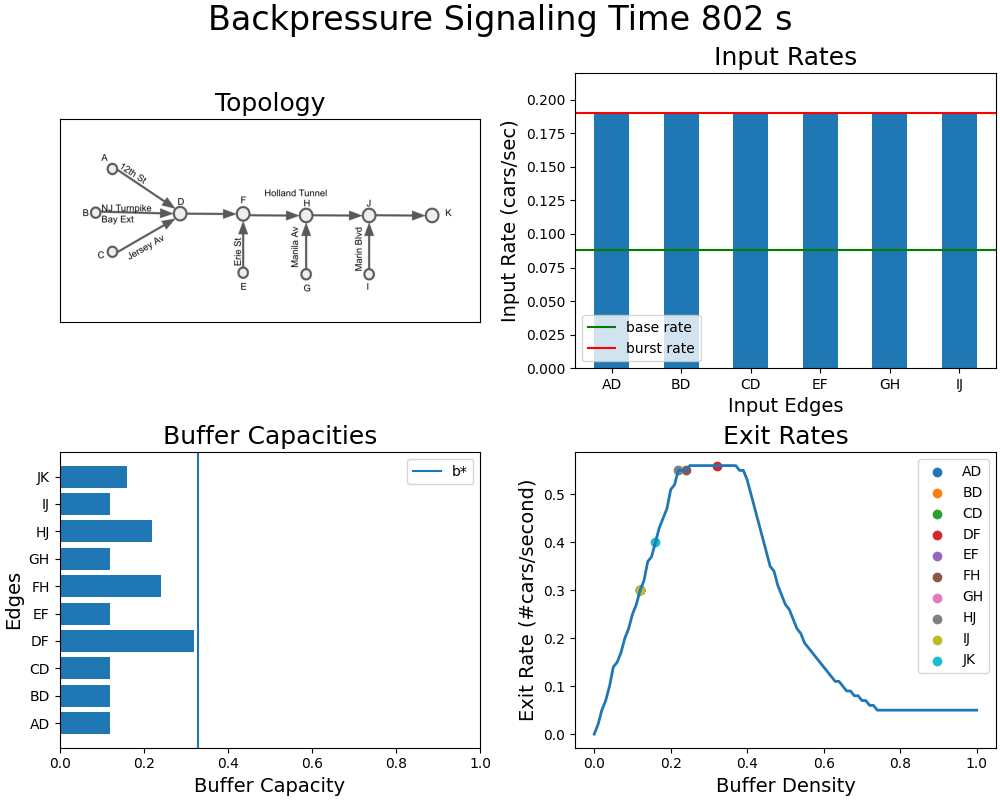 Backpressure Signaling Time 802 s
Topology
A
12th St
B
NJ Turnpike
Bay Ext
C
Jersey Av
D
F
Holland Tunnel
H
J
K
Erie St
Manila Av
Marin Blvd
E
G
I
Input Rates
Input Rate (cars/sec)
0.200
0.175
0.150
0.125
0.100
0.075
0.050
0.025
0.000
base rate
burst rate
AD BD CD EF GH IJ
Input Edges
Buffer Capacities
Edges
JK
IJ
HJ
GH
FH
EF
DF
CD
BD
AD
b*
0.0 0.2 0.4 0.6 0.8 1.0
Buffer Capacity
Exit Rates
Exit Rate (#cars/second)
0.5
0.4
0.3
0.2
0.1
0.0
AD
BD
CD
DF
EF
FH
GH
HJ
IJ
JK
0.0 0.2 0.4 0.6 0.8 1.0
Buffer Density